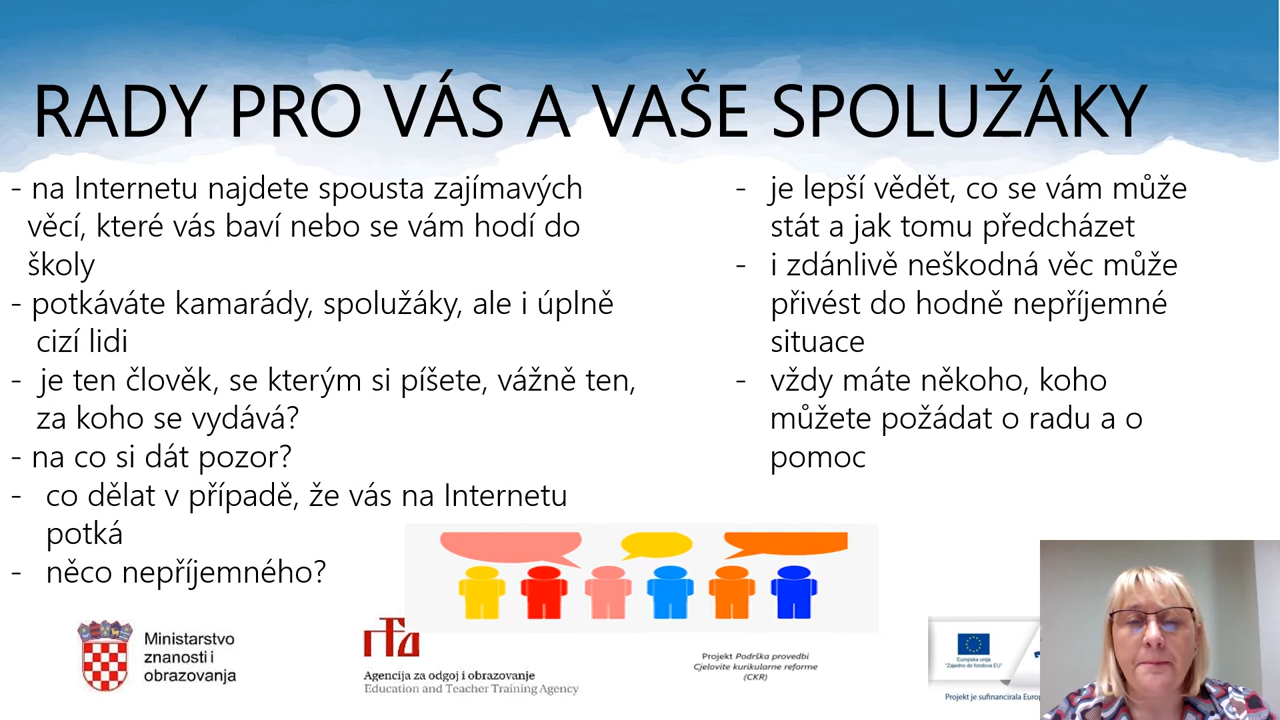 RADY PRO VÁS A VAŠE SPOLUŽÁKY
- na Internetu najdete spousta zajímavých
věcí, které vás baví nebo se vám hodí do
školy
- potkáváte kamarády, spolužáky, ale i úplně
cizí lidi
- je ten člověk, se kterým si píšete, vážně ten,
za koho se vydává?
- na co si dát pozor?
- co dělat v případě, že vás na Internetu
potká
- něco nepříjemného?
- je lepší vědět, co se vám může
stát a jak tomu předcházet
- i zdánlivě neškodná věc může
přivést do hodně nepříjemné
situace
- vždy máte někoho, koho
můžete požádat o radu a o
pomoc
Ministarstvo
znanosti i
obrazovanja
Agencija za odgoj i obrazovanje
Education and Teacher Training Agency
Projekt Podrška provedbi
Cjelovite kurikularne reforme
(CKR)
Europska unija
"Zajedno do fondova EU"
Projekt je sufinancirala